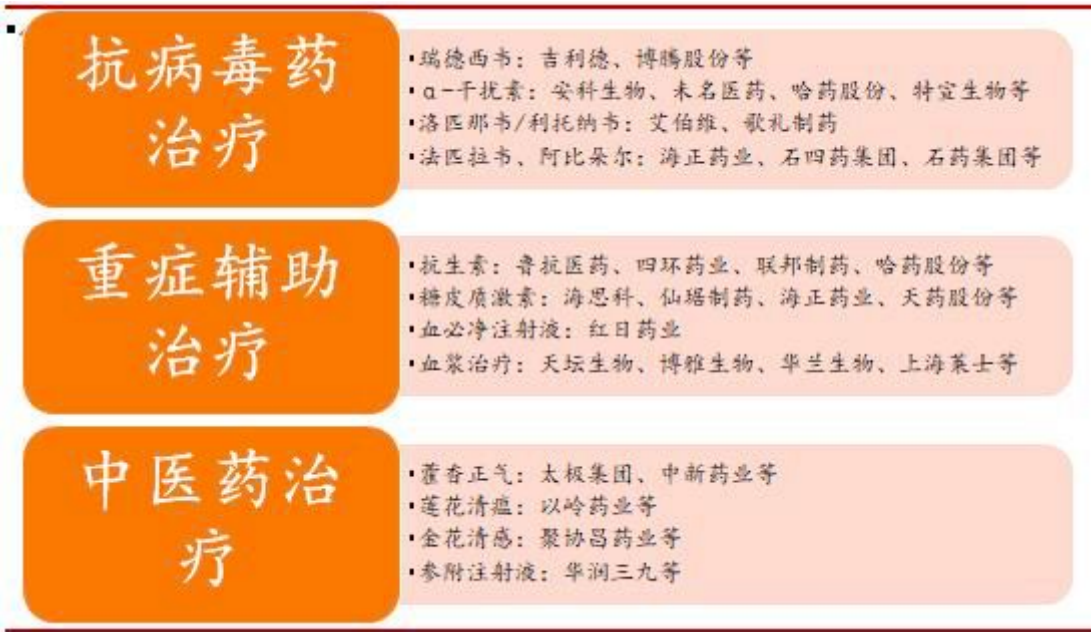 抗病毒药
治疗
▪瑞德西韦:吉利德、博腾股份等
▪α-干扰素:安科生物、未名医药、哈药股份、特宝生物等
▪洛匹那韦/利托纳韦:艾伯维、歌礼制药
▪法匹拉韦、阿比朵尔:海正药业、石四药集团、石药集团等
重症辅助
治疗
▪抗生素:鲁抗医药、四环药业、联邦制药、哈药股份等
▪糖皮质激素:海思科、仙琚制药、海正药业、天药股份等
▪血必净注射液:红日药业
▪血浆治疗:天坛生物、博雅生物、华兰生物、上海莱士等
中医药治
疗
▪藿香正气:太极集团、中新药业等
▪莲花清瘟:以岭药业等
▪金花清感:聚协昌药业等
▪参附注射液:华润三九等